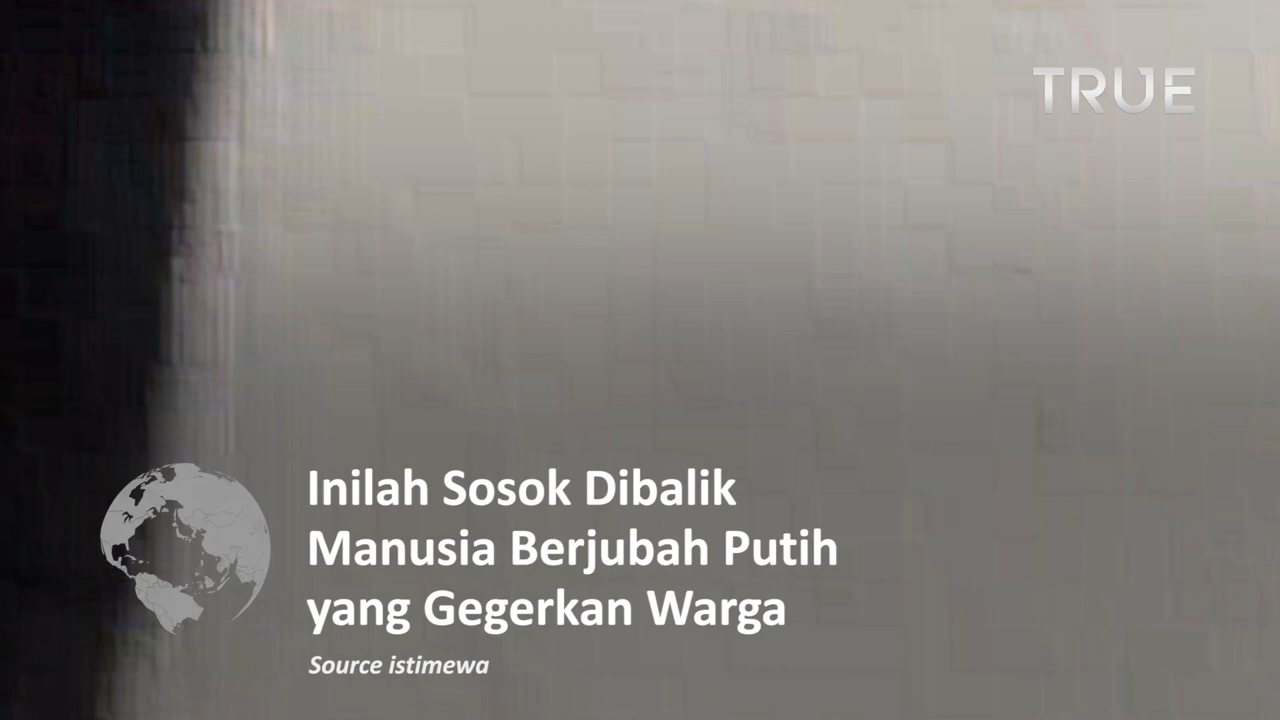 TRUE
Inilah Sosok Dibalik
Manusia Berjubah Putih
yang Gegerkan Warga
Source istimewa